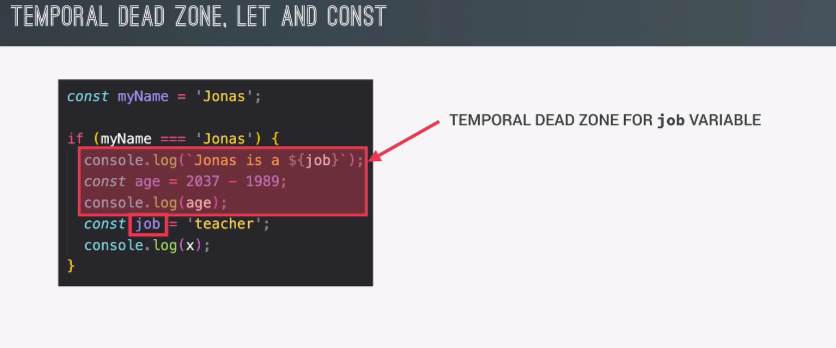 TEMPORAL DEAD ZONE, LET AND CONST
const myName = 'Jonas';
if (myName === 'Jonas') {
console.log(`Jonas is a ${job}`);
const age = 2037 - 1989;
console.log(age);
const job = 'teacher';
console.log(x);
}
TEMPORAL DEAD ZONE FOR job VARIABLE